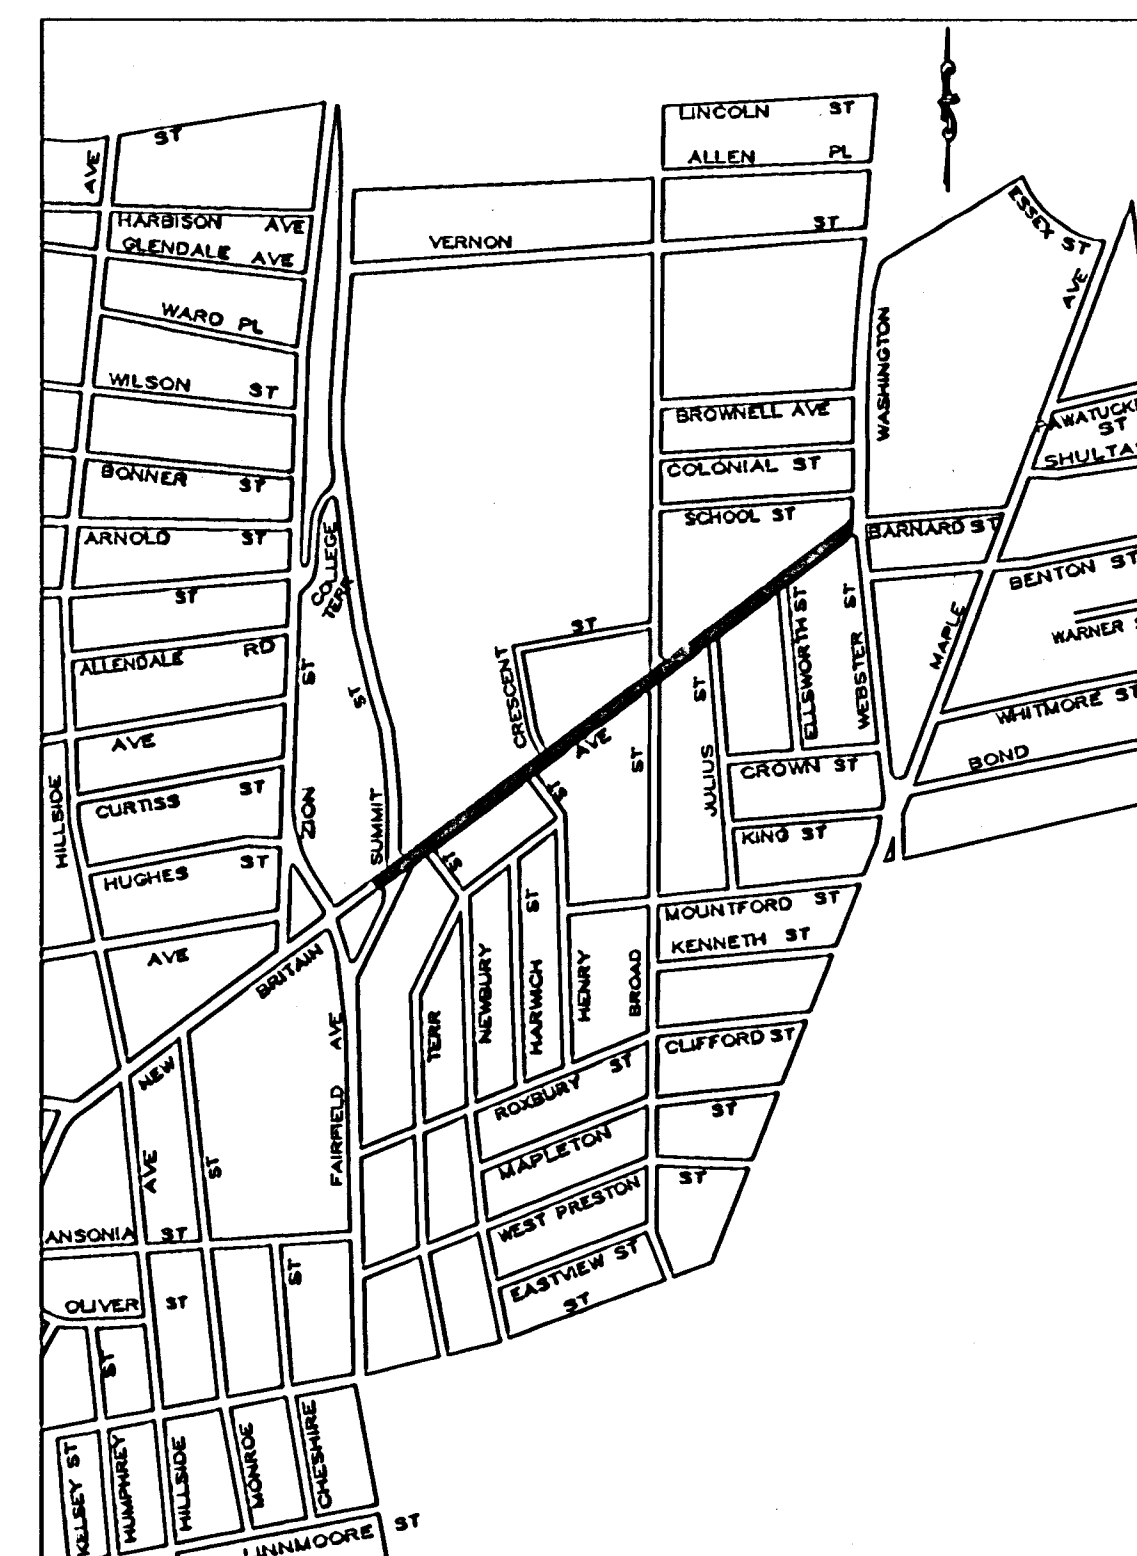 LINCOLN ST
ALLEN PL
ST
AVE
HARBISON AVE
GLENDALE AVE
VERNON ST
ESSEX ST
AVE
WARD PL
WASHINGTON
WILSON ST
BROWNELL AVE
PAWATUCK
ST
SHULTA
BONNER ST
COLONIAL ST
SCHOOL ST
BARNARD ST
ARNOLD ST
COLLEGE
TERR
BENTON ST
ST
ELLSWORTH ST
WEBSTER ST
MAPLE
WARNER
ST
ALLENDALE RD
CRESCENT
ST
ST
ST
WHITMORE ST
AVE
AVE
ST
BOND
HILLSIDE
CURTISS ST
ZION
SUMMIT
ST
JULIUS
CROWN ST
KING ST
HUGHES ST
ST
ST
MOUNTFORD ST
KENNETH ST
AVE
BRITAIN
NEWBURY
HARWICH
HENRY
BROAD
NEW
AVE
FAIRFIELD
TERR
CLIFFORD ST
ROXBURY ST
ST
MAPLETON
AVE
ST
WEST PRESTON
ST
ANSONIA ST
EASTVIEW ST
ST
ST
OLIVER ST
ST
KELSEY ST
HUMPHREY
HILLSIDE
MONROE
CHESHIRE
LINNMOORE ST